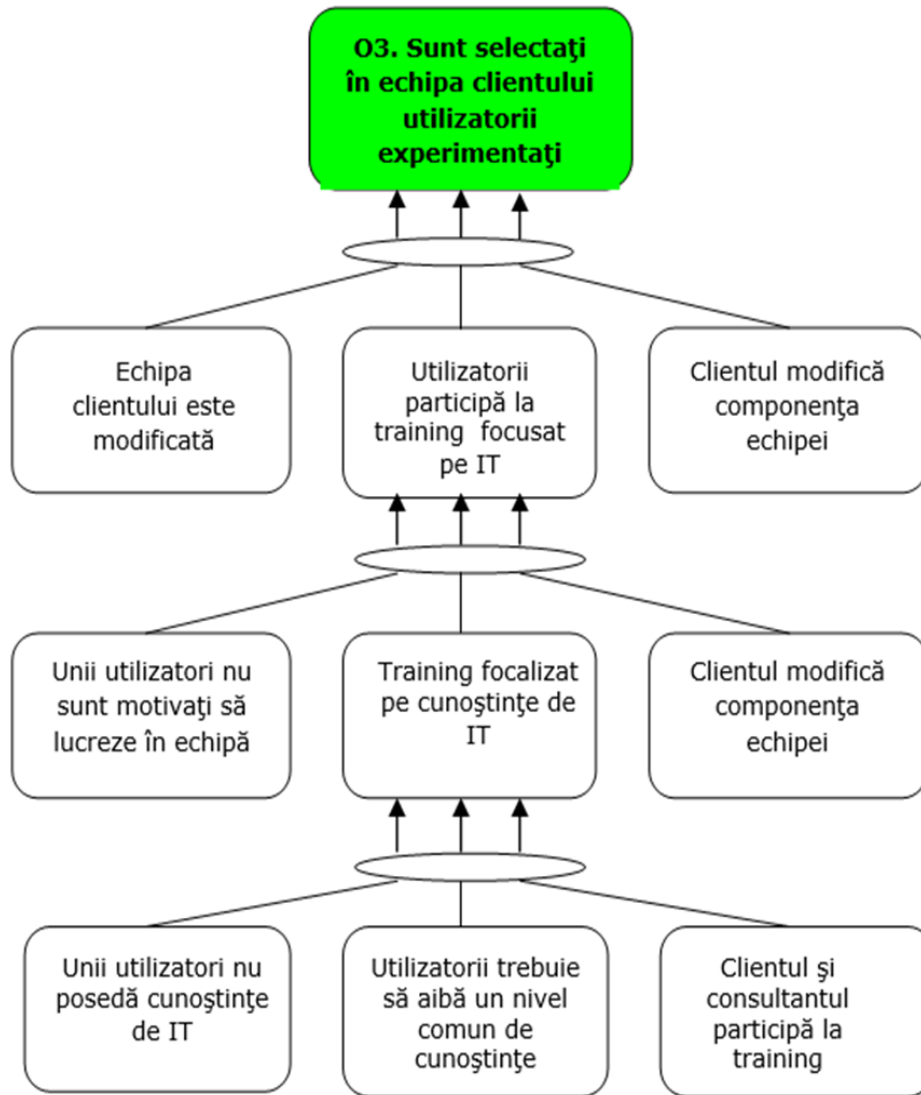 O3. Sunt selectaţi
în echipa clientului
utilizatorii
experimentaţi
Echipa
clientului este
modificată
Utilizatorii
participă la
training focusat
pe IT
Clientul modifică
componenţa
echipei
Unii utilizatori nu
sunt motivaţi să
lucreze în echipă
Training focalizat
pe cunoştinţe de
IT
Clientul modifică
componenţa
echipei
Unii utilizatori nu
posedă cunoştinţe
de IT
Utilizatorii trebuie
să aibă un nivel
comun de
cunoştinţe
Clientul şi
consultantul
participă la
training